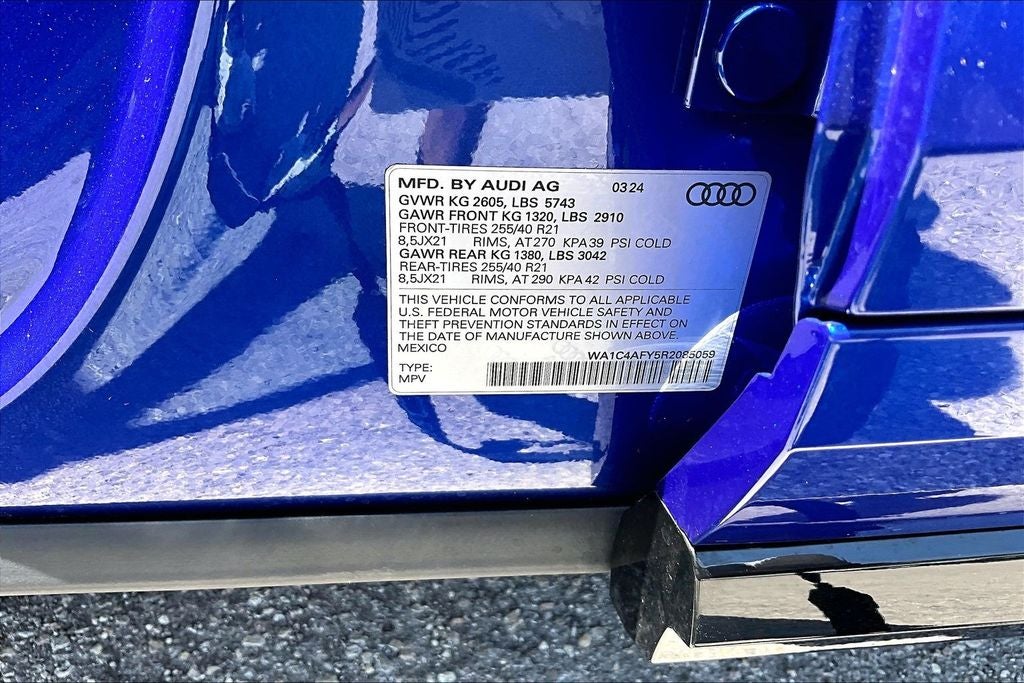 MFD. BY AUDI AG 03 24
GVWR KG 2605, LBS 5743
GAWR FRONT KG 1320, LBS 2910
FRONT-TIRES 255/40 R21
8,5JX21 RIMS, AT 270 KPA 39 PSI COLD
GAWR REAR KG 1380, LBS 3042
REAR-TIRES 255/40 R21
8,5JX21 RIMS, AT 290 KPA 42 PSI COLD
THIS VEHICLE CONFORMS TO ALL APPLICABLE
U.S. FEDERAL MOTOR VEHICLE SAFETY AND
THEFT PREVENTION STANDARDS IN EFFECT ON
THE DATE OF MANUFACTURE SHOWN ABOVE.
MEXICO
WA1C4AFY5R2085059
TYPE:
MPV